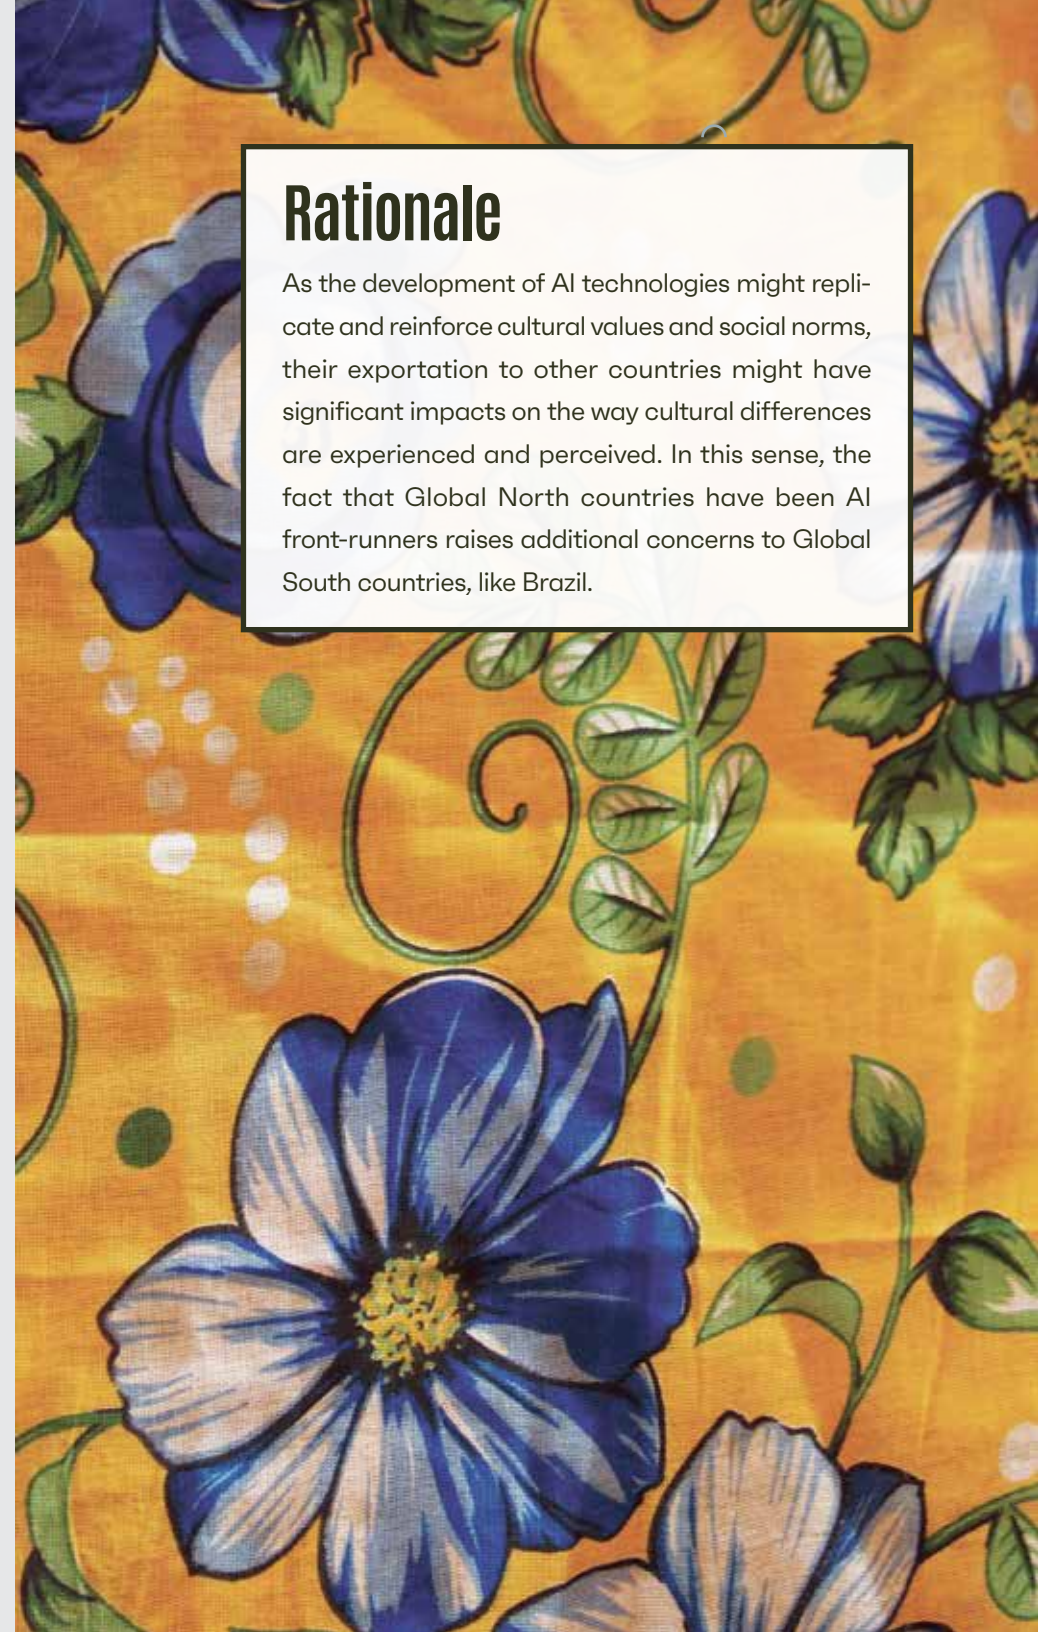 Rationale
As the development of AI technologies might repli-
cate and reinforce cultural values and social norms,
their exportation to other countries might have
significant impacts on the way cultural differences
are experienced and perceived. In this sense, the
fact that Global North countries have been AI
front-runners raises additional concerns to Global
South countries, like Brazil.